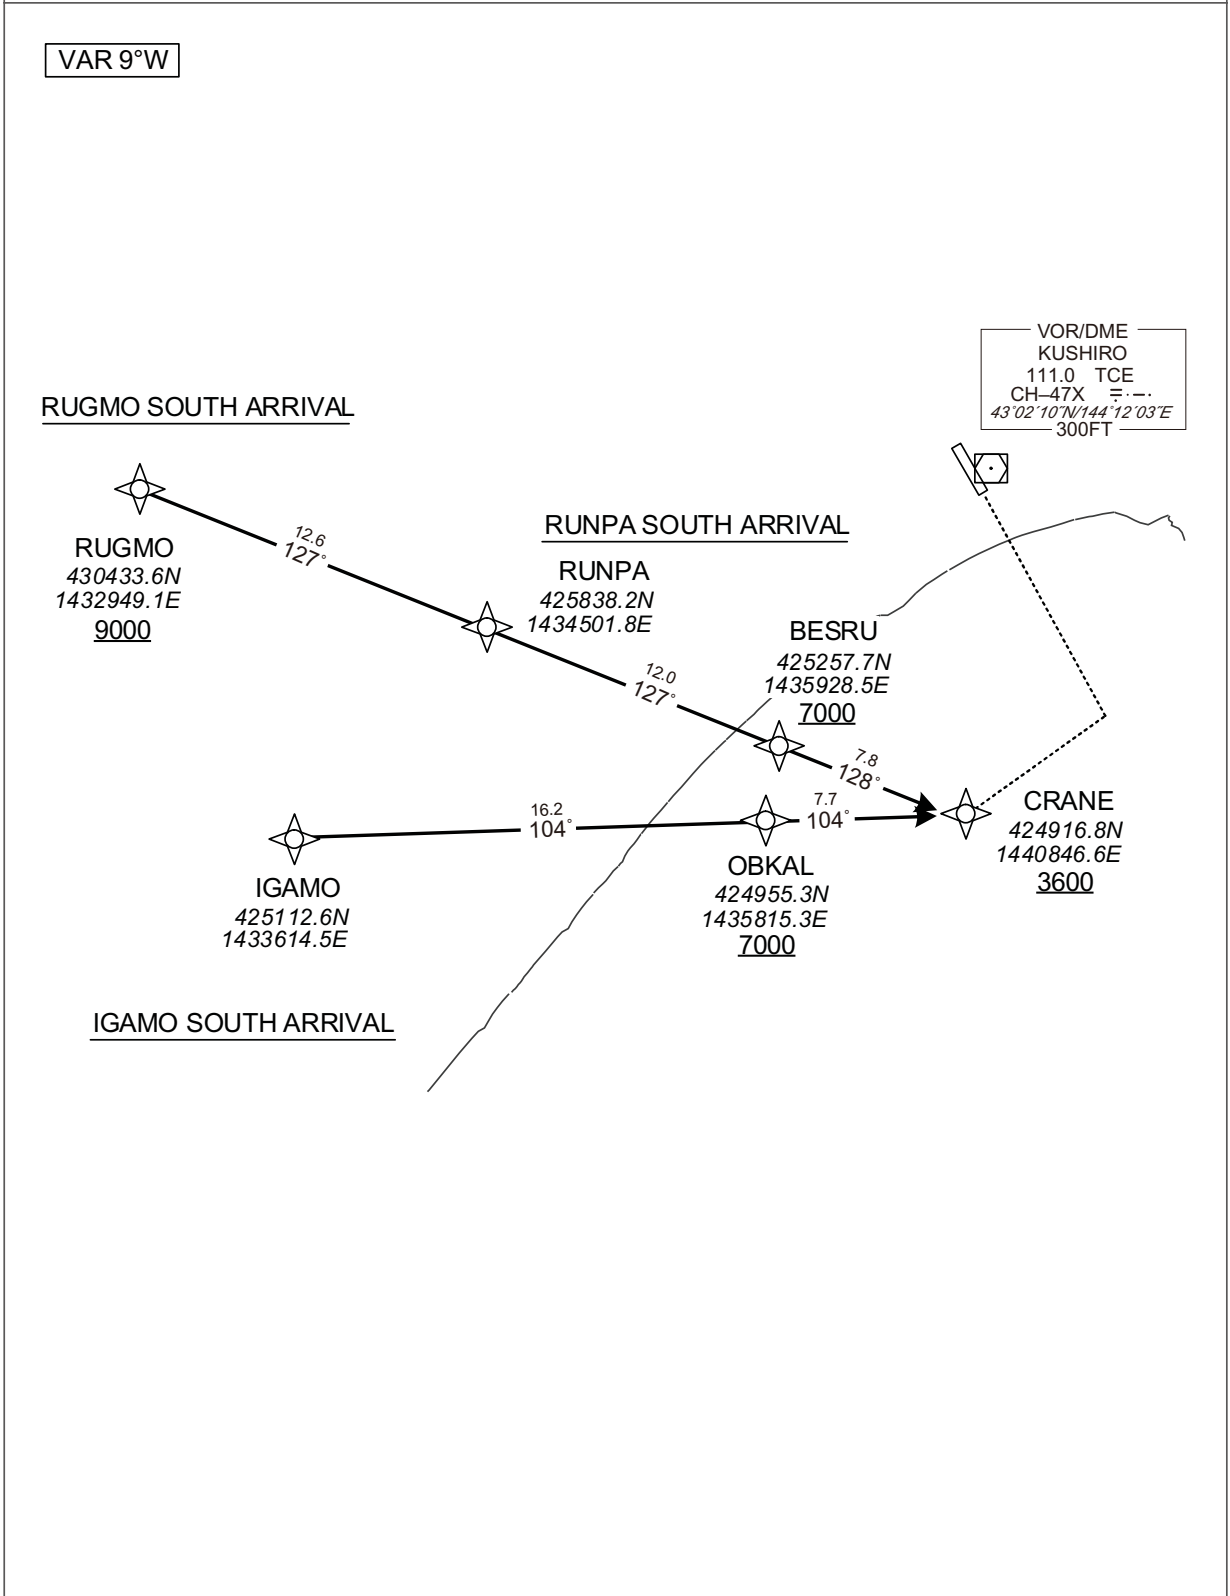 VAR 9°W
VOR/DME
KUSHIRO
111.0 TCE
CH–47X
43°02´10˝N/144°12´03˝E
300FT
RUGMO SOUTH ARRIVAL
RUGMO
430433.6N
1432949.1E
9000
12.6
127°
RUNPA SOUTH ARRIVAL
RUNPA
425838.2N
1434501.8E
12.0
127°
BESRU
425257.7N
1435928.5E
7000
7.8
128°
CRANE
424916.8N
1440846.6E
3600
16.2
104°
7.7
104°
IGAMO
425112.6N
1433614.5E
OBKAL
424955.3N
1435815.3E
7000
IGAMO SOUTH ARRIVAL